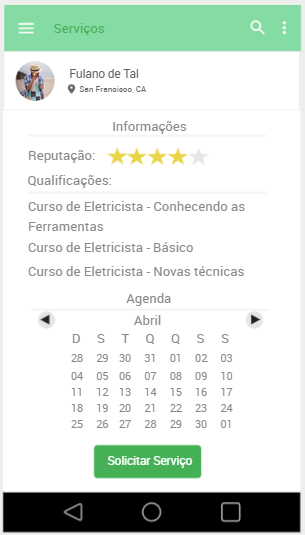 Serviços
Fulano de Tal
San Francisco, CA
Informações
Reputação:
Qualificações:
Curso de Eletricista - Conhecendo as
Ferramentas
Curso de Eletricista - Básico
Curso de Eletricista - Novas técnicas
Agenda
Abril
D S T Q Q S S
28 29 30 31 01 02 03
04 05 06 07 08 09 10
11 12 13 14 15 16 17
18 19 20 21 22 23 24
25 26 27 28 29 30 01
Solicitar Serviço